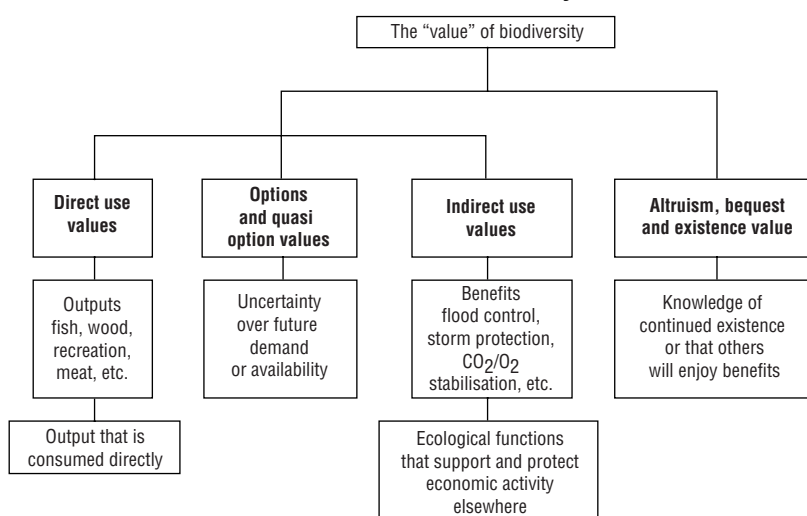 The “value” of biodiversity
Direct use
values
Options
and quasi
option values
Indirect use
values
Altruism, bequest
and existence value
Outputs
fish, wood,
recreation,
meat, etc.
Uncertainty
over future
demand
or availability
Benefits
flood control,
storm protection,
CO2/O2
stabilisation, etc.
Knowledge of
continued existence
or that others
will enjoy benefits
Output that is
consumed directly
Ecological functions
that support and protect
economic activity
elsewhere